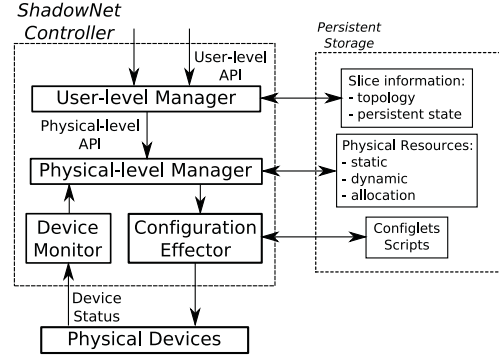 ShadowNet
Controller
User-level
API
User-level Manager
Physical-level
API
Physical-level Manager
Device
Monitor
Configuration
Effector
Device
Status
Physical Devices
Persistent
Storage
Slice information:
- topology
- persistent state
Physical Resources:
- static
- dynamic
- allocation
Configlets
Scripts